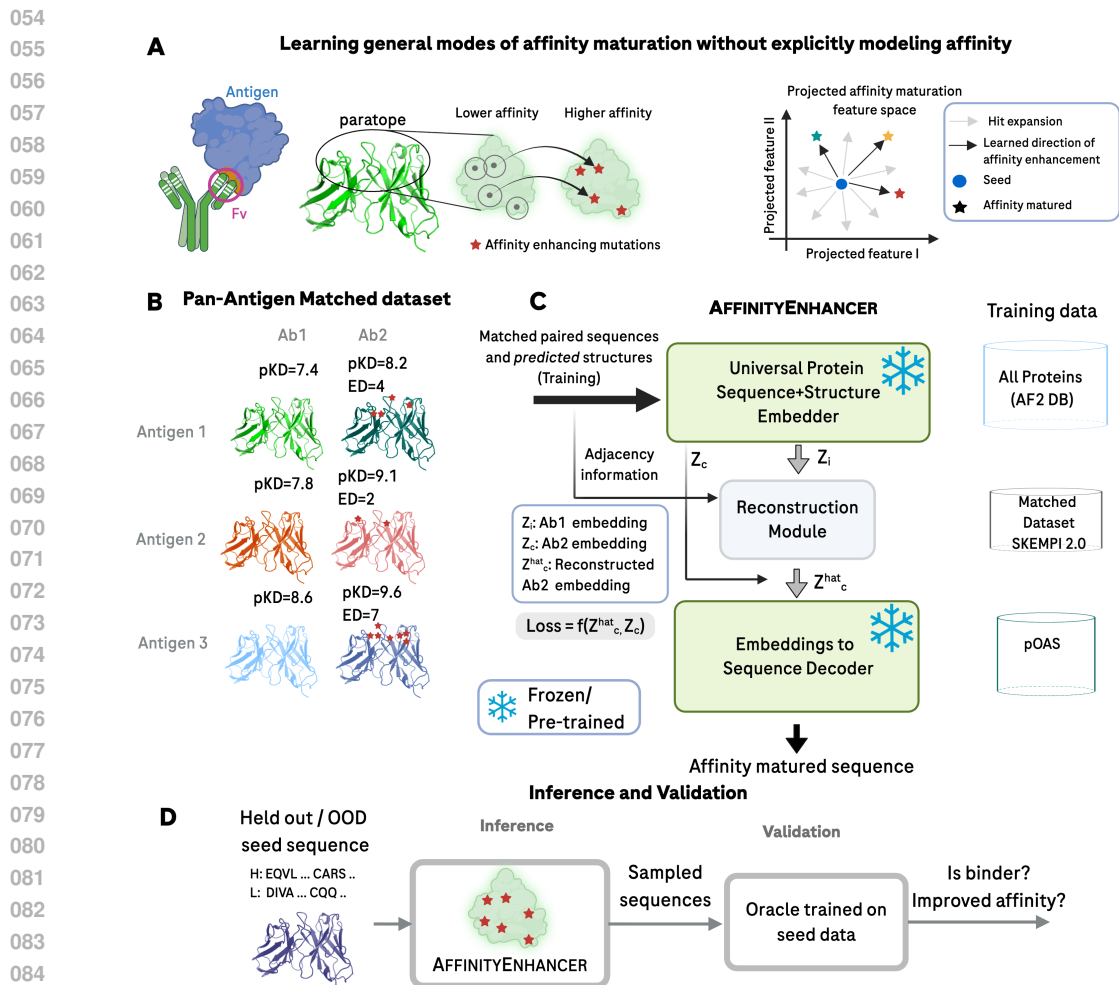 054
055
056
057
058
059
060
061
062
063
064
065
066
067
068
069
070
071
072
073
074
075
076
077
078
079
080
081
082
083
084
A
Learning general modes of affinity maturation without explicitly modeling affinity
Antigen
Fv
paratope
Lower affinity
Higher affinity
Affinity enhancing mutations
Projected affinity maturation
feature space
Projected feature II
Projected feature I
Hit expansion
Learned direction of
affinity enhancement
Seed
Affinity matured
B
Pan-Antigen Matched dataset
Ab1
Ab2
Antigen 1
pKD=7.4
pKD=8.2
ED=4
Antigen 2
pKD=7.8
pKD=9.1
ED=2
Antigen 3
pKD=8.6
pKD=9.6
ED=7
C
AFFINITYENHANCER
Training data
Matched paired sequences
and predicted structures
(Training)
Universal Protein
Sequence+Structure
Embedder
All Proteins
(AF2 DB)
Adjacency
information
Zc
Zi
Reconstruction
Module
Matched
Dataset
SKEMPI 2.0
Zi: Ab1 embedding
Zc: Ab2 embedding
Z^hat_c: Reconstructed
Ab2 embedding
Z^hat_c
Loss = f(Z^hat_c, Zc)
Embeddings to
Sequence Decoder
pOAS
Frozen/
Pre-trained
Affinity matured sequence
Inference and Validation
D
Held out / OOD
seed sequence
H: EQVL ... CARS ..
L: DIVA ... CQQ ..
Inference
AFFINITYENHANCER
Sampled
sequences
Validation
Oracle trained on
seed data
Is binder?
Improved affinity?